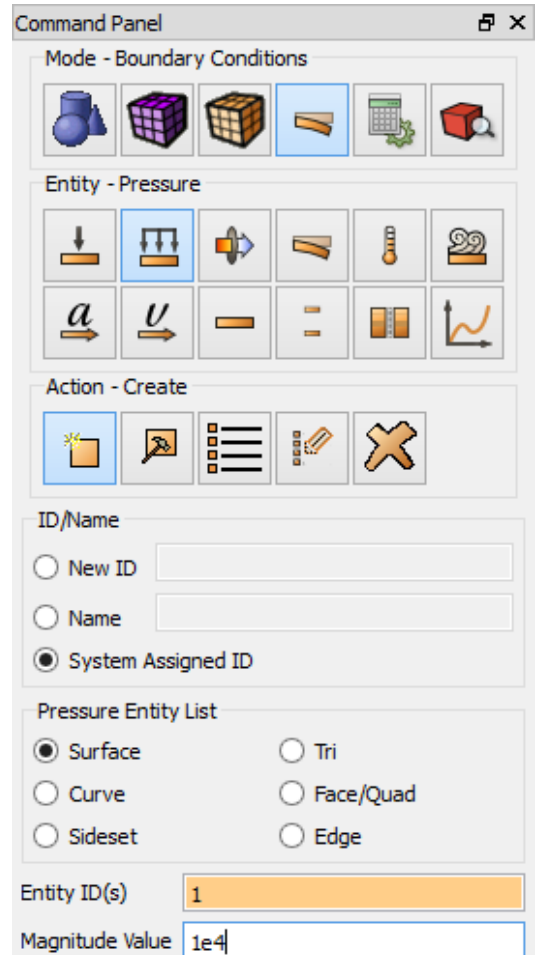 Command Panel
Mode - Boundary Conditions
Entity - Pressure
a
υ
Action - Create
ID/Name
New ID
Name
System Assigned ID
Pressure Entity List
Surface Tri
Curve Face/Quad
Sideset Edge
Entity ID(s) 1
Magnitude Value 1e4